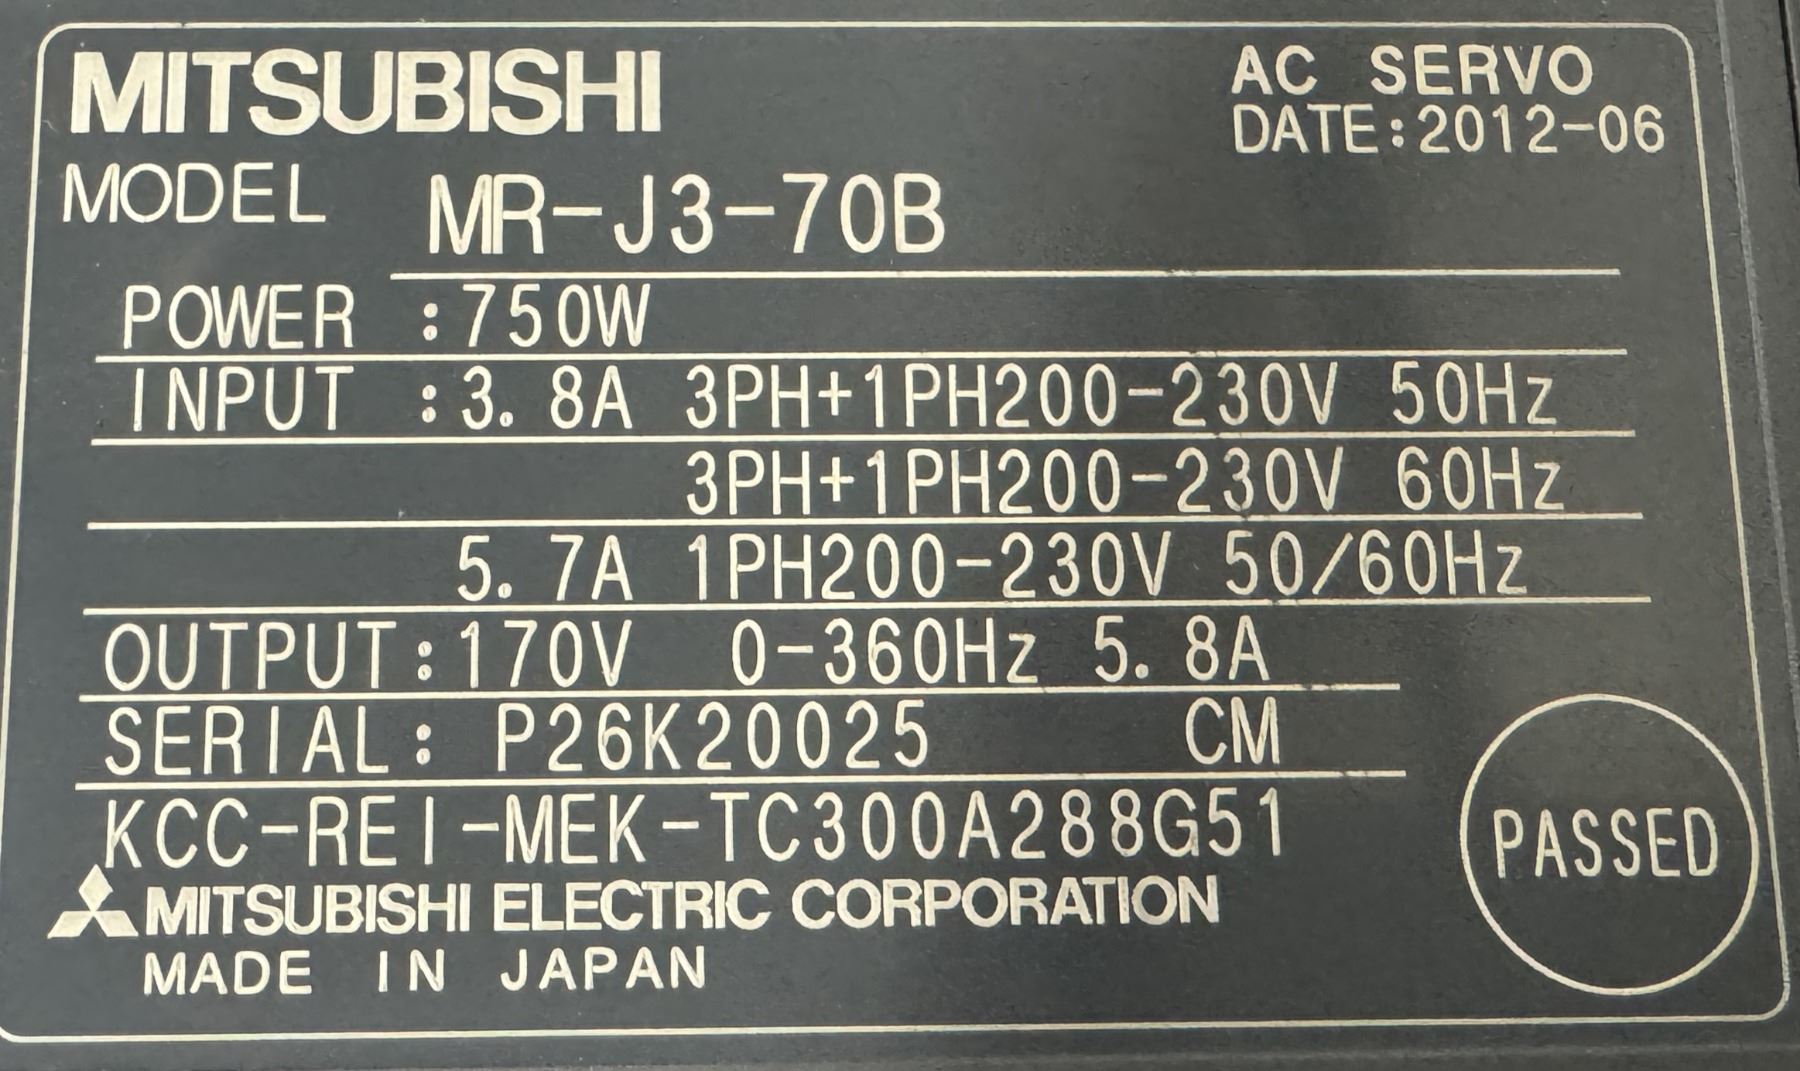 MITSUBISHI
AC SERVO
DATE:2012-06
MODEL MR-J3-70B
POWER :750W
INPUT :3.8A 3PH+1PH200-230V 50Hz
3PH+1PH200-230V 60Hz
5.7A 1PH200-230V 50/60Hz
OUTPUT:170V 0-360Hz 5.8A
SERIAL: P26K20025 CM
KCC-REI-MEK-TC300A288G51
PASSED
MITSUBISHI ELECTRIC CORPORATION
MADE IN JAPAN